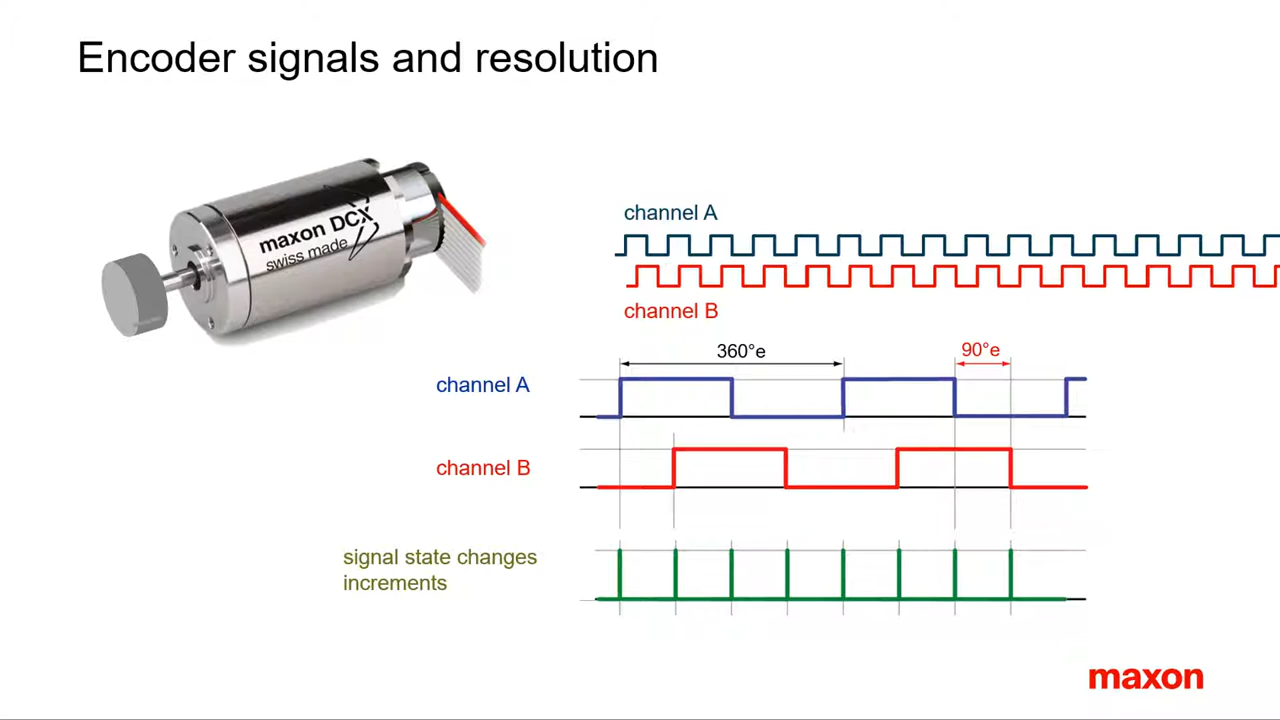 Encoder signals and resolution
maxon DCX
swiss made
channel A
channel B
360°e
90°e
channel A
channel B
signal state changes
increments
maxon